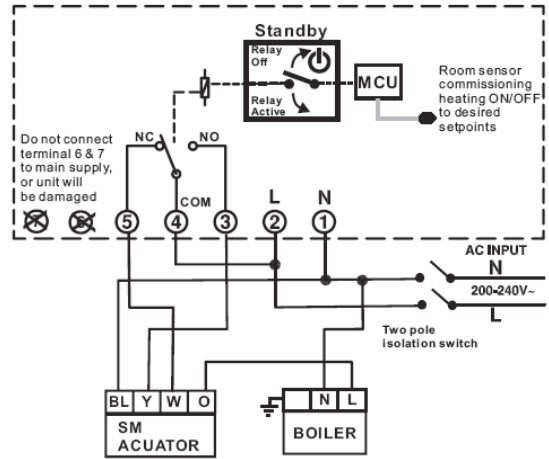 Standby
Relay
Off
Relay
Active
MCU
Room sensor
commissioning
heating ON/OFF
to desired
setpoints
Do not connect
terminal 6 & 7
to main supply,
or unit will
be damaged
NC
NO
COM
L
N
7
6
5
4
3
2
1
AC INPUT
N
200-240V~
L
Two pole
isolation switch
BL Y W O
SM
ACUATOR
N L
BOILER